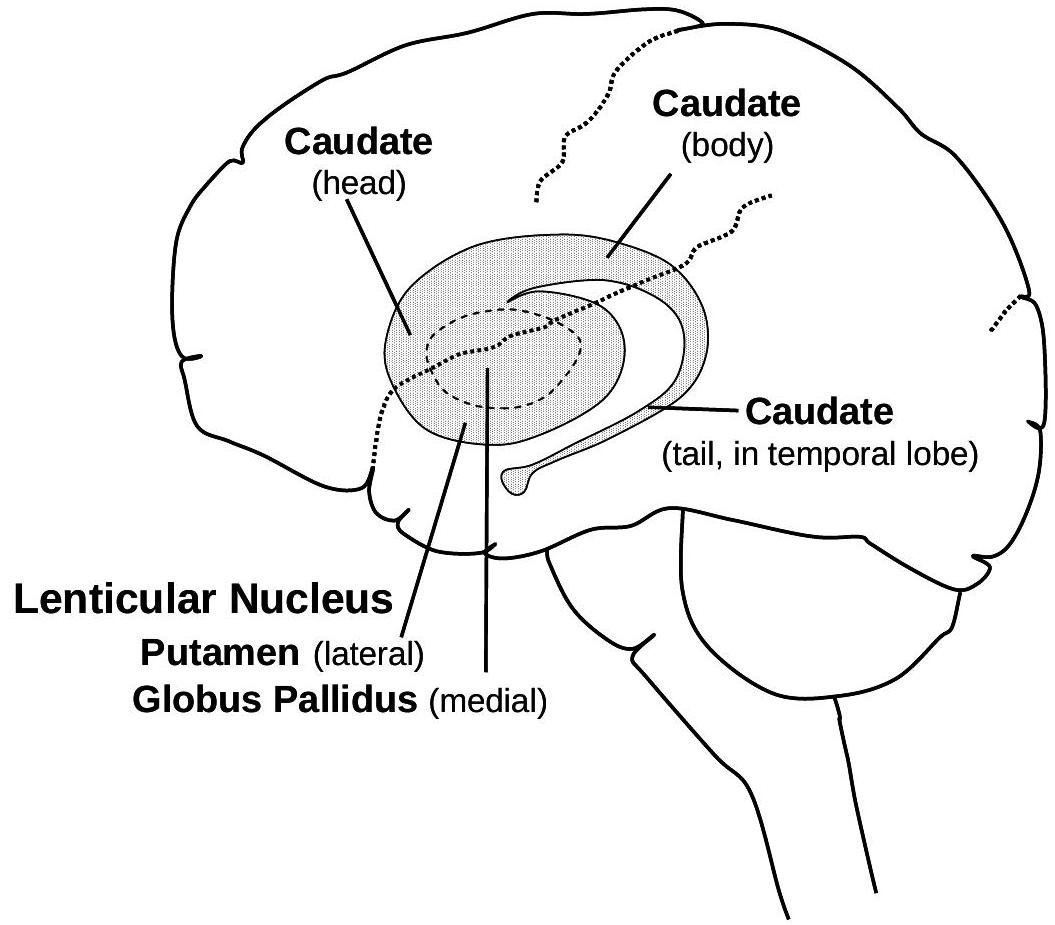 Caudate
(head)
Caudate
(body)
Caudate
(tail, in temporal lobe)
Lenticular Nucleus
Putamen (lateral)
Globus Pallidus (medial)